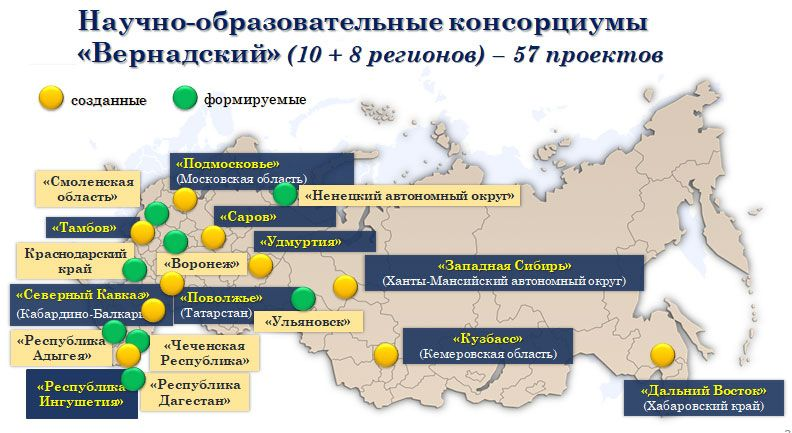 Научно-образовательные консорциумы
«Вернадский» (10 + 8 регионов) – 57 проектов
созданные
формируемые
«Подмосковье»
(Московская область)
«Смоленская
область»
«Ненецкий автономный округ»
«Саров»
«Тамбов»
«Удмуртия»
Краснодарский
край
«Воронеж»
«Западная Сибирь»
(Ханты-Мансийский автономный округ)
«Северный Кавказ»
(Кабардино-Балкари
«Поволжье»
(Татарстан)
«Ульяновск»
«Республика
Адыгея»
«Чеченская
Республика»
«Кузбасс»
(Кемеровская область)
«Республика
Ингушетия»
«Республика
Дагестан»
«Дальний Восток»
(Хабаровский край)